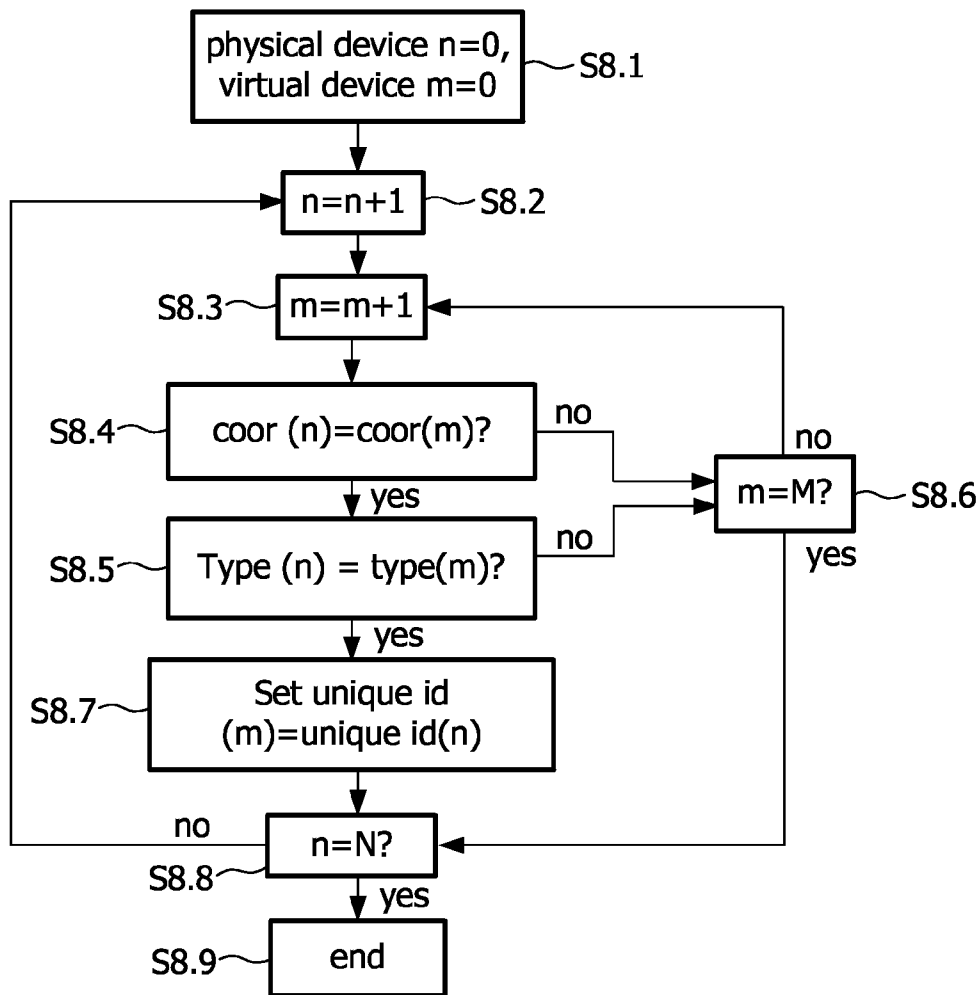 physical device n=0,
virtual device m=0
S8.1
n=n+1
S8.2
S8.3
m=m+1
S8.4
coor (n)=coor(m)?
no
yes
no
m=M?
S8.6
yes
S8.5
Type (n) = type(m)?
no
yes
S8.7
Set unique id
(m)=unique id(n)
no
n=N?
S8.8
yes
S8.9
end